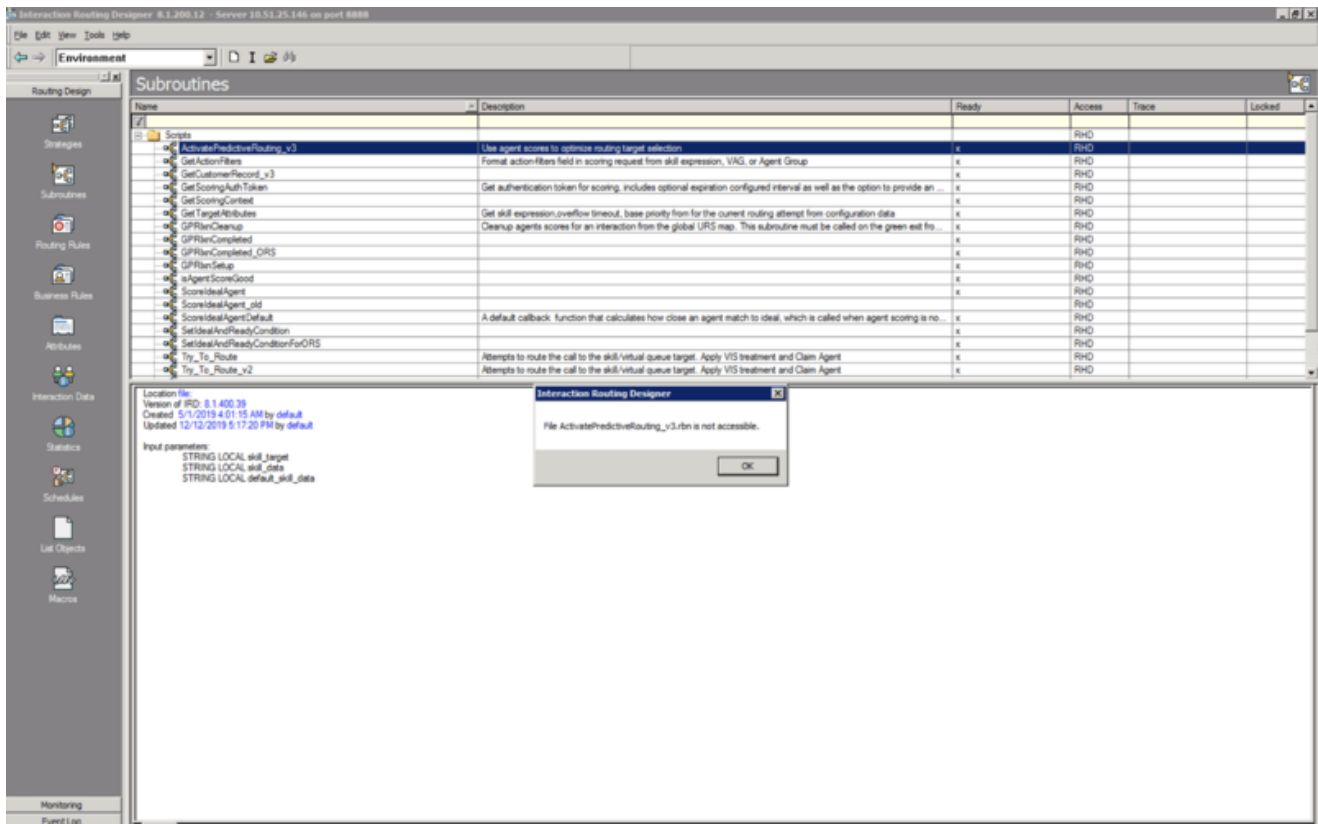 Interaction Routing Designer 8.1.200.12 - Server 10.51.25.146 on port 8888
File Edit View Tools Help
Environment
Routing Design
Subroutines
Name Description Ready Access Trace Locked
Scripts RHD
ActivatePredictiveRouting_v3 Use agent scores to optimize routing target selection x RHD
GetActionFilters Format action-filters field in scoring request from skill expression, VAG, or Agent Group x RHD
GetCustomerRecord_v3 x RHD
GetScoringAuthToken Get authentication token for scoring, includes optional expiration configured interval as well as the option to provide an ... x RHD
GetScoringContext x RHD
GetTargetAttributes Get skill expression,overflow timeout, base priority from for the current routing attempt from configuration data x RHD
GPRIxnCleanup Cleanup agents scores for an interaction from the global URS map. This subroutine must be called on the green exit fro... x RHD
GPRIxnCompleted x RHD
GPRIxnCompleted_ORS x RHD
GPRIxnSetup x RHD
isAgentScoreGood x RHD
ScoreIdealAgent x RHD
ScoreIdealAgent_old RHD
ScoreIdealAgentDefault A default callback function that calculates how close an agent match to ideal, which is called when agent scoring is no... x RHD
SetIdealAndReadyCondition x RHD
SetIdealAndReadyConditionForORS x RHD
Try_To_Route Attempts to route the call to the skill/virtual queue target. Apply VIS treatment and Claim Agent x RHD
Try_To_Route_v2 Attempts to route the call to the skill/virtual queue target. Apply VIS treatment and Claim Agent x RHD
Strategies
Subroutines
Routing Rules
Business Rules
Attributes
Interaction Data
Statistics
Schedules
List Objects
Macros
Monitoring
Event Log
Location file:
Version of IRD: 8.1.400.39
Created 5/1/2019 4:01:15 AM by default
Updated 12/12/2019 5:17:20 PM by default
Input parameters:
STRING LOCAL skill_target
STRING LOCAL skill_data
STRING LOCAL default_skill_data
Interaction Routing Designer
File ActivatePredictiveRouting_v3.rbn is not accessible.
OK